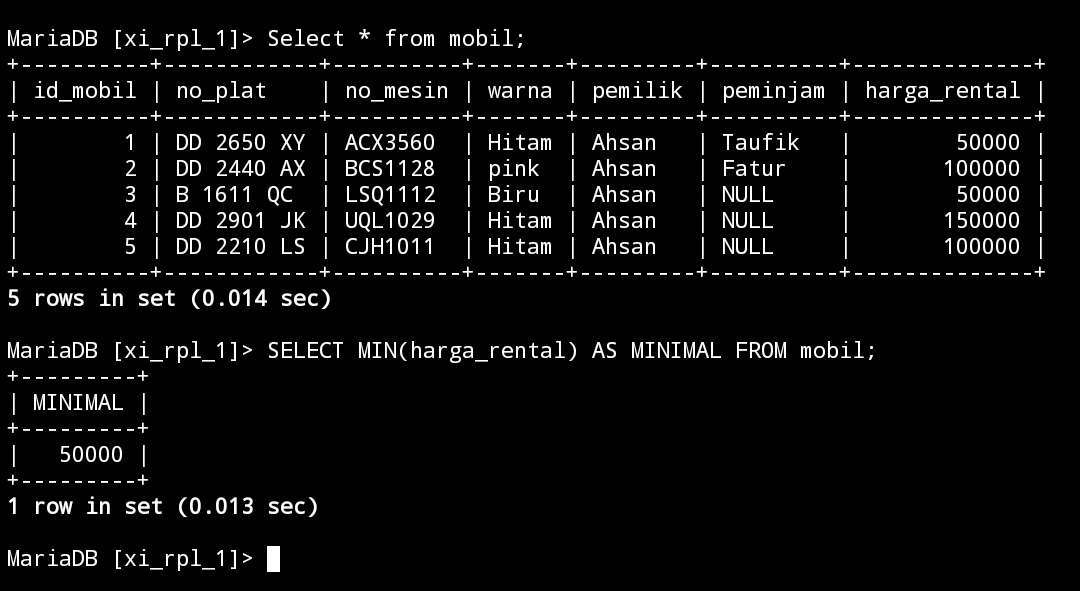 MariaDB [xi_rpl_1]> Select * from mobil;
+----------+------------+----------+-------+---------+----------+--------------+
| id_mobil | no_plat    | no_mesin | warna | pemilik | peminjam | harga_rental |
+----------+------------+----------+-------+---------+----------+--------------+
|        1 | DD 2650 XY | ACX3560  | Hitam | Ahsan   | Taufik   |        50000 |
|        2 | DD 2440 AX | BCS1128  | pink  | Ahsan   | Fatur    |       100000 |
|        3 | B 1611 QC  | LSQ1112  | Biru  | Ahsan   | NULL     |        50000 |
|        4 | DD 2901 JK | UQL1029  | Hitam | Ahsan   | NULL     |       150000 |
|        5 | DD 2210 LS | CJH1011  | Hitam | Ahsan   | NULL     |       100000 |
+----------+------------+----------+-------+---------+----------+--------------+
5 rows in set (0.014 sec)
MariaDB [xi_rpl_1]> SELECT MIN(harga_rental) AS MINIMAL FROM mobil;
+---------+
| MINIMAL |
+---------+
|   50000 |
+---------+
1 row in set (0.013 sec)
MariaDB [xi_rpl_1]>